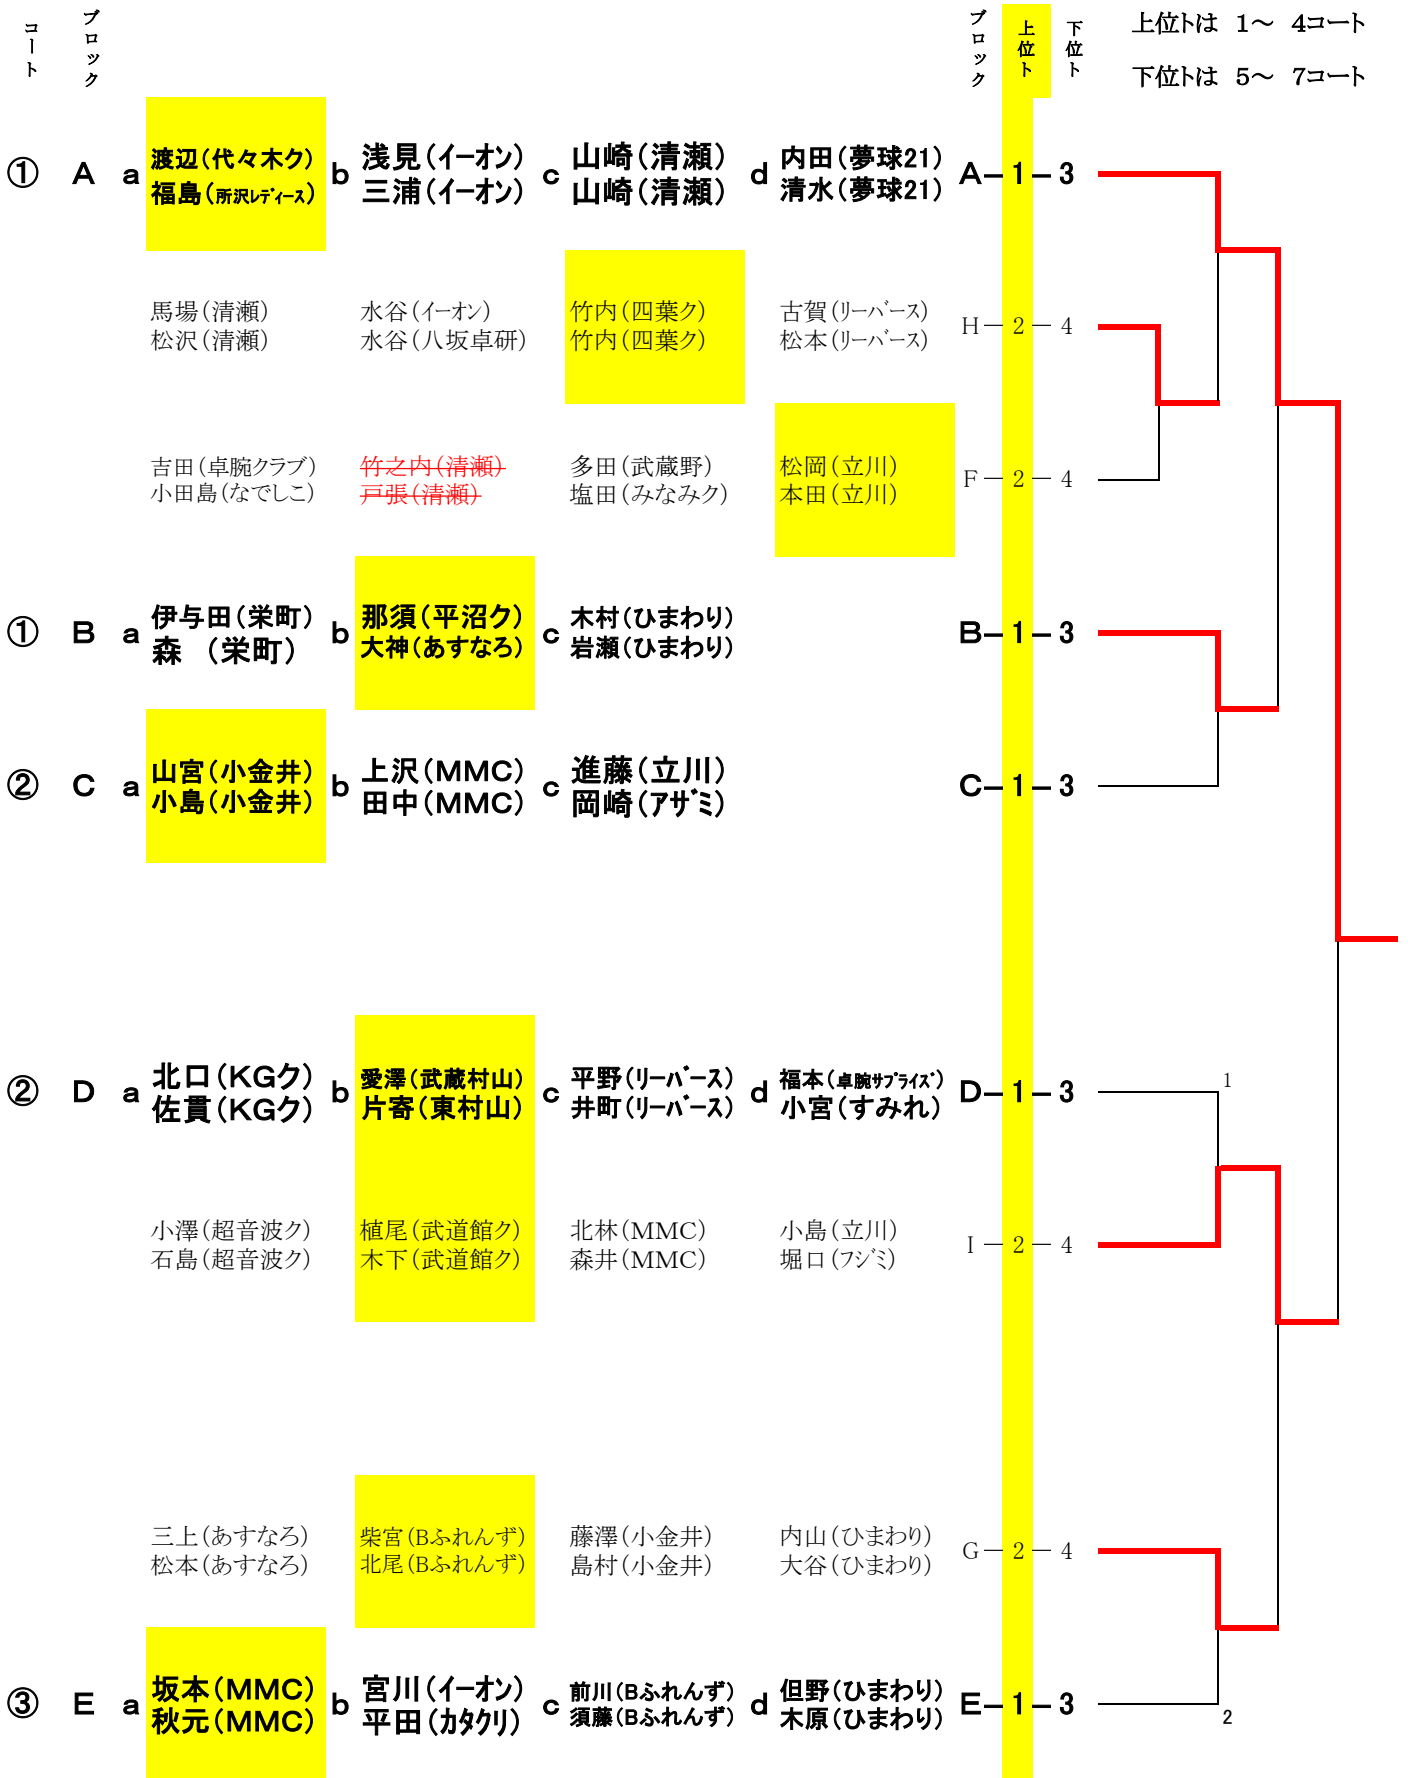 コート ブロック ブロック 上位ト 下位ト 上位トは 1～ 4コート
下位トは 5～ 7コート
① A a 渡辺(代々木ク) b 浅見(イーオン) c 山崎(清瀬) d 内田(夢球21) A－1－3
福島(所沢レディース) 三浦(イーオン) 山崎(清瀬) 清水(夢球21)
馬場(清瀬) 水谷(イーオン) 竹内(四葉ク) 古賀(リーバース) H－2－4
松沢(清瀬) 水谷(八坂卓研) 竹内(四葉ク) 松本(リーバース)
吉田(卓腕クラブ) 竹之内(清瀬) 多田(武蔵野) 松岡(立川) F－2－4
小田島(なでしこ) 戸張(清瀬) 塩田(みなみク) 本田(立川)
① B a 伊与田(栄町) b 那須(平沼ク) c 木村(ひまわり) B－1－3
森 (栄町) 大神(あすなろ) 岩瀬(ひまわり)
② C a 山宮(小金井) b 上沢(MMC) c 進藤(立川) C－1－3
小島(小金井) 田中(MMC) 岡崎(アザミ)
② D a 北口(KGク) b 愛澤(武蔵村山) c 平野(リーバース) d 福本(卓腕サプライズ) D－1－3 1
佐貫(KGク) 片寄(東村山) 井町(リーバース) 小宮(すみれ)
小澤(超音波ク) 植尾(武道館ク) 北林(MMC) 小島(立川) I－2－4
石島(超音波ク) 木下(武道館ク) 森井(MMC) 堀口(フジミ)
三上(あすなろ) 柴宮(Bふれんず) 藤澤(小金井) 内山(ひまわり) G－2－4
松本(あすなろ) 北尾(Bふれんず) 島村(小金井) 大谷(ひまわり)
③ E a 坂本(MMC) b 宮川(イーオン) c 前川(Bふれんず) d 但野(ひまわり) E－1－3 2
秋元(MMC) 平田(カタクリ) 須藤(Bふれんず) 木原(ひまわり)